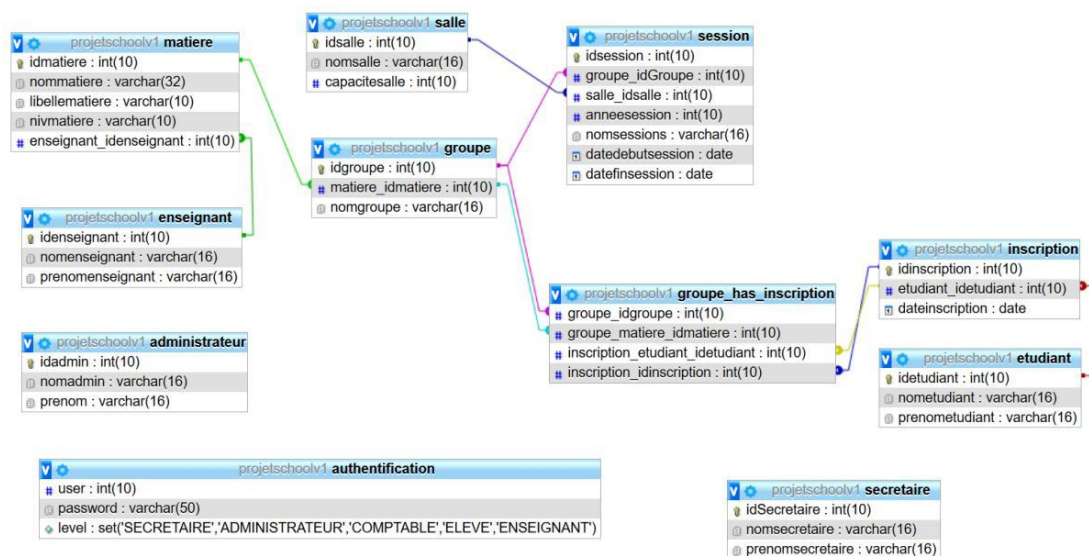 projetschoolv1 matiere
idmatiere : int(10)
nommatiere : varchar(32)
libellematiere : varchar(10)
nivmatiere : varchar(10)
enseignant_idenseignant : int(10)
projetschoolv1 salle
idsalle : int(10)
nomsalle : varchar(16)
capacitesalle : int(10)
projetschoolv1 session
idsession : int(10)
groupe_idGroupe : int(10)
salle_idsalle : int(10)
anneesession : int(10)
nomsessions : varchar(16)
datedebutsession : date
datefinsession : date
projetschoolv1 groupe
idgroupe : int(10)
matiere_idmatiere : int(10)
nomgroupe : varchar(16)
projetschoolv1 enseignant
idenseignant : int(10)
nomenseignant : varchar(16)
prenomenseignant : varchar(16)
projetschoolv1 inscription
idinscription : int(10)
etudiant_idetudiant : int(10)
dateinscription : date
projetschoolv1 groupe_has_inscription
groupe_idgroupe : int(10)
groupe_matiere_idmatiere : int(10)
inscription_etudiant_idetudiant : int(10)
inscription_idinscription : int(10)
projetschoolv1 administrateur
idadmin : int(10)
nomadmin : varchar(16)
prenom : varchar(16)
projetschoolv1 etudiant
idetudiant : int(10)
nometudiant : varchar(16)
prenometudiant : varchar(16)
projetschoolv1 authentification
user : int(10)
password : varchar(50)
level : set('SECRETAIRE','ADMINISTRATEUR','COMPTABLE','ELEVE','ENSEIGNANT')
projetschoolv1 secretaire
idSecretaire : int(10)
nomsecretaire : varchar(16)
prenomsecretaire : varchar(16)